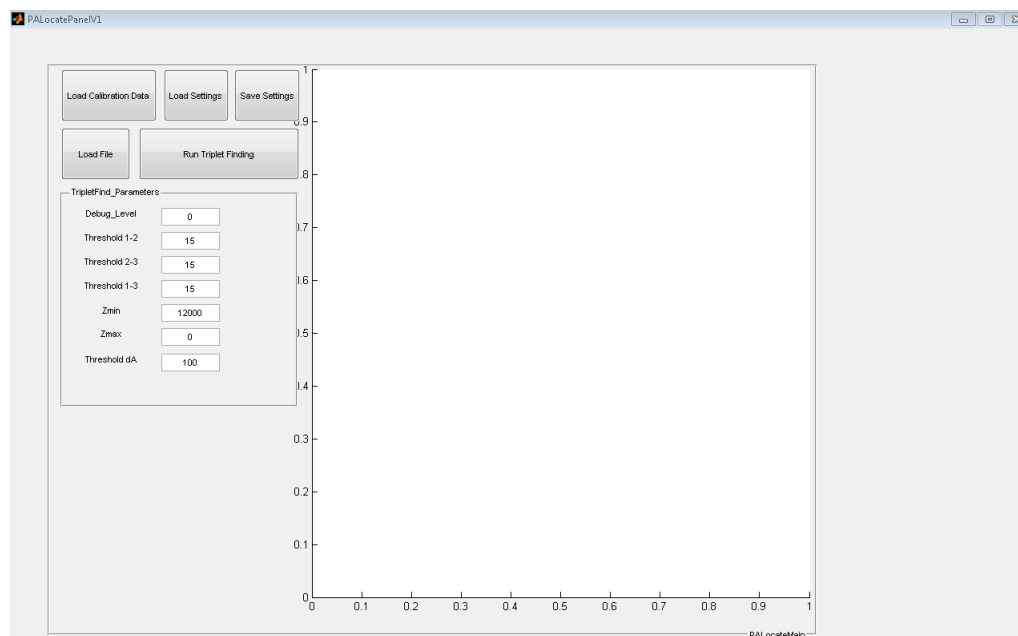 PALocatePanelV1
Load Calibration Data
Load Settings
Save Settings
Load File
Run Triplet Finding
TripletFind_Parameters
Debug_Level 0
Threshold 1-2 15
Threshold 2-3 15
Threshold 1-3 15
Zmin 12000
Zmax 0
Threshold dA 100
1
0.9
0.8
0.7
0.6
0.5
0.4
0.3
0.2
0.1
0
0 0.1 0.2 0.3 0.4 0.5 0.6 0.7 0.8 0.9 1
PALocateMain